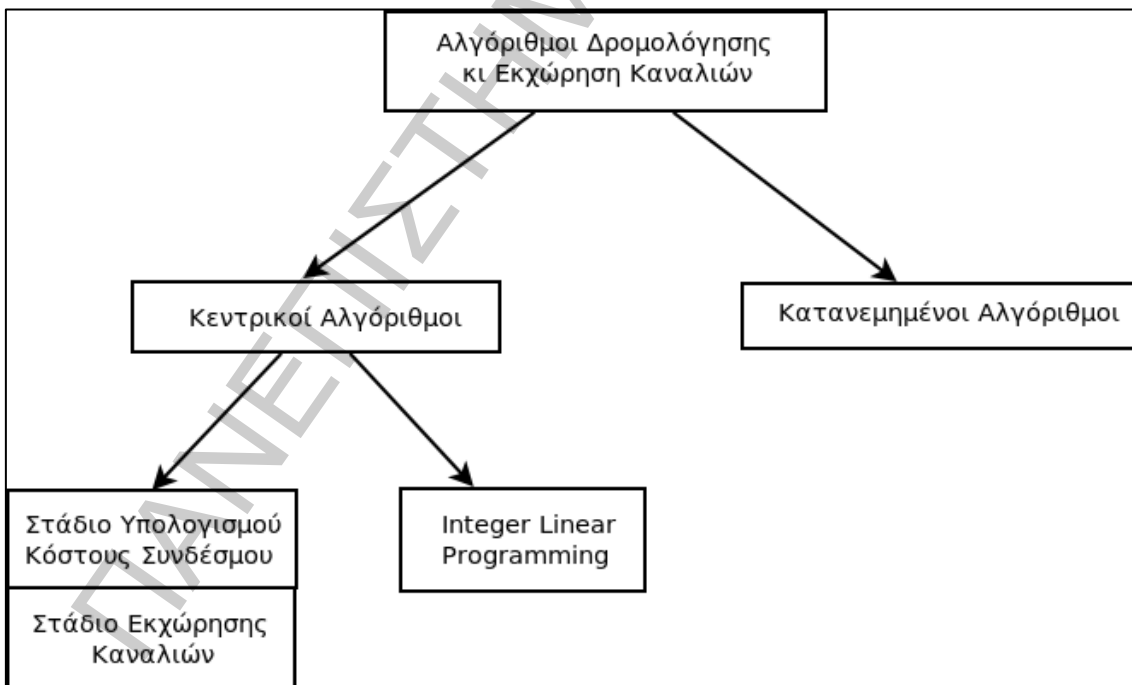 Αλγόριθμοι Δρομολόγησης
κι Εκχώρηση Καναλιών
Κεντρικοί Αλγόριθμοι
Κατανεμημένοι Αλγόριθμοι
Στάδιο Υπολογισμού
Κόστους Συνδέσμου
Integer Linear
Programming
Στάδιο Εκχώρησης
Καναλιών